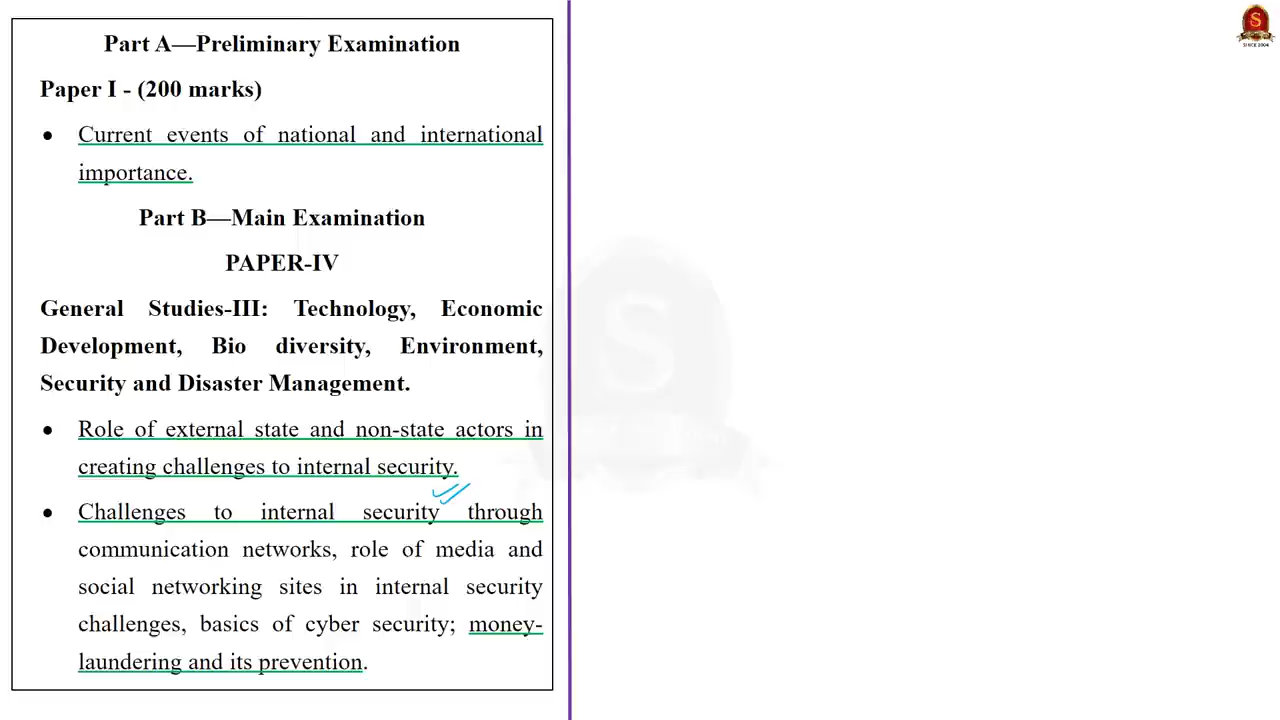 Part A—Preliminary Examination
Paper I - (200 marks)
• Current events of national and international
importance.
Part B—Main Examination
PAPER-IV
General Studies-III: Technology, Economic
Development, Bio diversity, Environment,
Security and Disaster Management.
• Role of external state and non-state actors in
creating challenges to internal security.
• Challenges to internal security through
communication networks, role of media and
social networking sites in internal security
challenges, basics of cyber security; money-
laundering and its prevention.
S
SINCE 2004
S